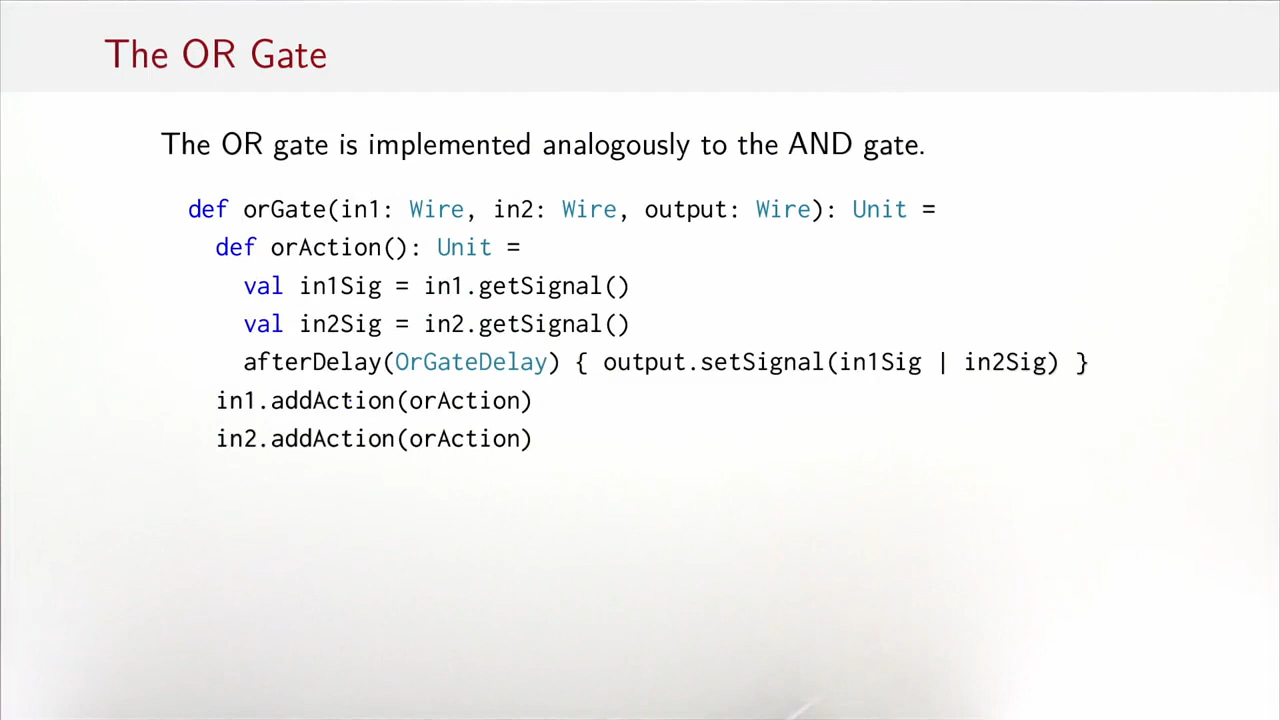 The OR Gate
The OR gate is implemented analogously to the AND gate.
def orGate(in1: Wire, in2: Wire, output: Wire): Unit =
  def orAction(): Unit =
    val in1Sig = in1.getSignal()
    val in2Sig = in2.getSignal()
    afterDelay(OrGateDelay) { output.setSignal(in1Sig | in2Sig) }
  in1.addAction(orAction)
  in2.addAction(orAction)